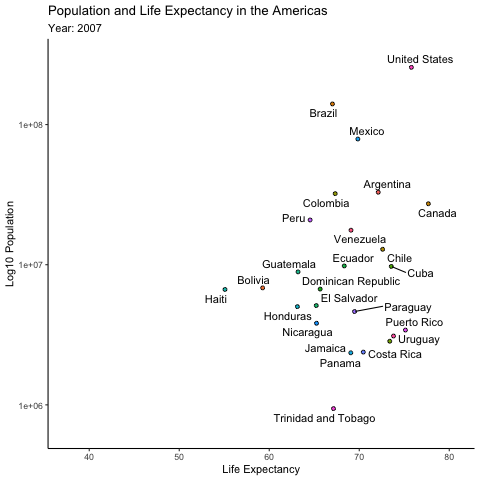 Population and Life Expectancy in the Americas
Year: 2007
United States
Brazil
1e+08
Mexico
Argentina
Colombia
Canada
Peru
Venezuela
Ecuador
Chile
1e+07
Guatemala
Cuba
Bolivia
Dominican Republic
Haiti
El Salvador
Paraguay
Honduras
Puerto Rico
Nicaragua
Uruguay
Jamaica
Costa Rica
Panama
1e+06
Trinidad and Tobago
Log10 Population
40
50
60
70
80
Life Expectancy